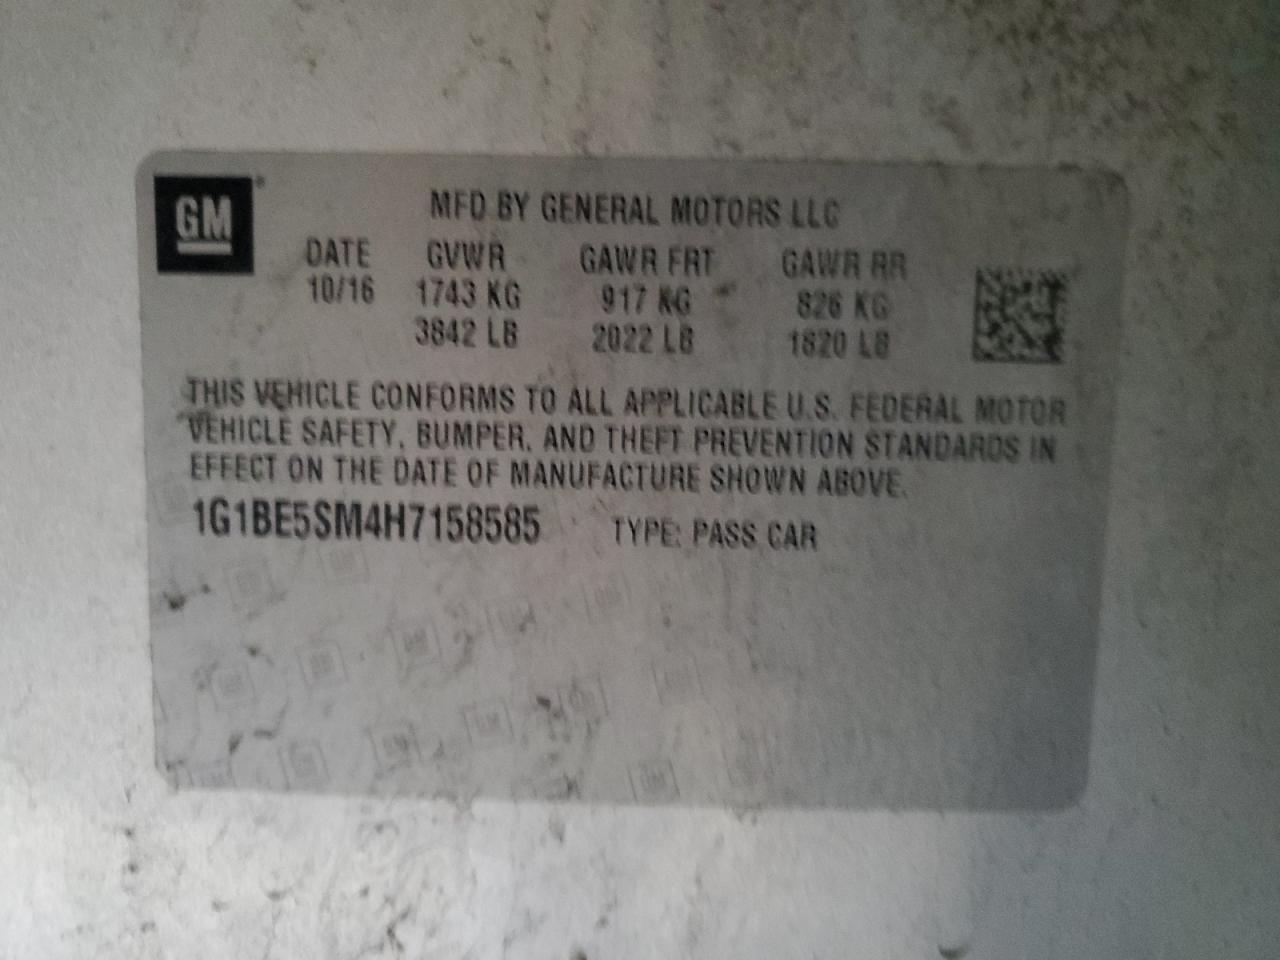 GM
MFD BY GENERAL MOTORS LLC
DATE GVWR GAWR FRT GAWR RR
10/16 1743 KG 917 KG 826 KG
3842 LB 2022 LB 1820 LB
THIS VEHICLE CONFORMS TO ALL APPLICABLE U.S. FEDERAL MOTOR
VEHICLE SAFETY, BUMPER, AND THEFT PREVENTION STANDARDS IN
EFFECT ON THE DATE OF MANUFACTURE SHOWN ABOVE.
1G1BE5SM4H7158585 TYPE: PASS CAR